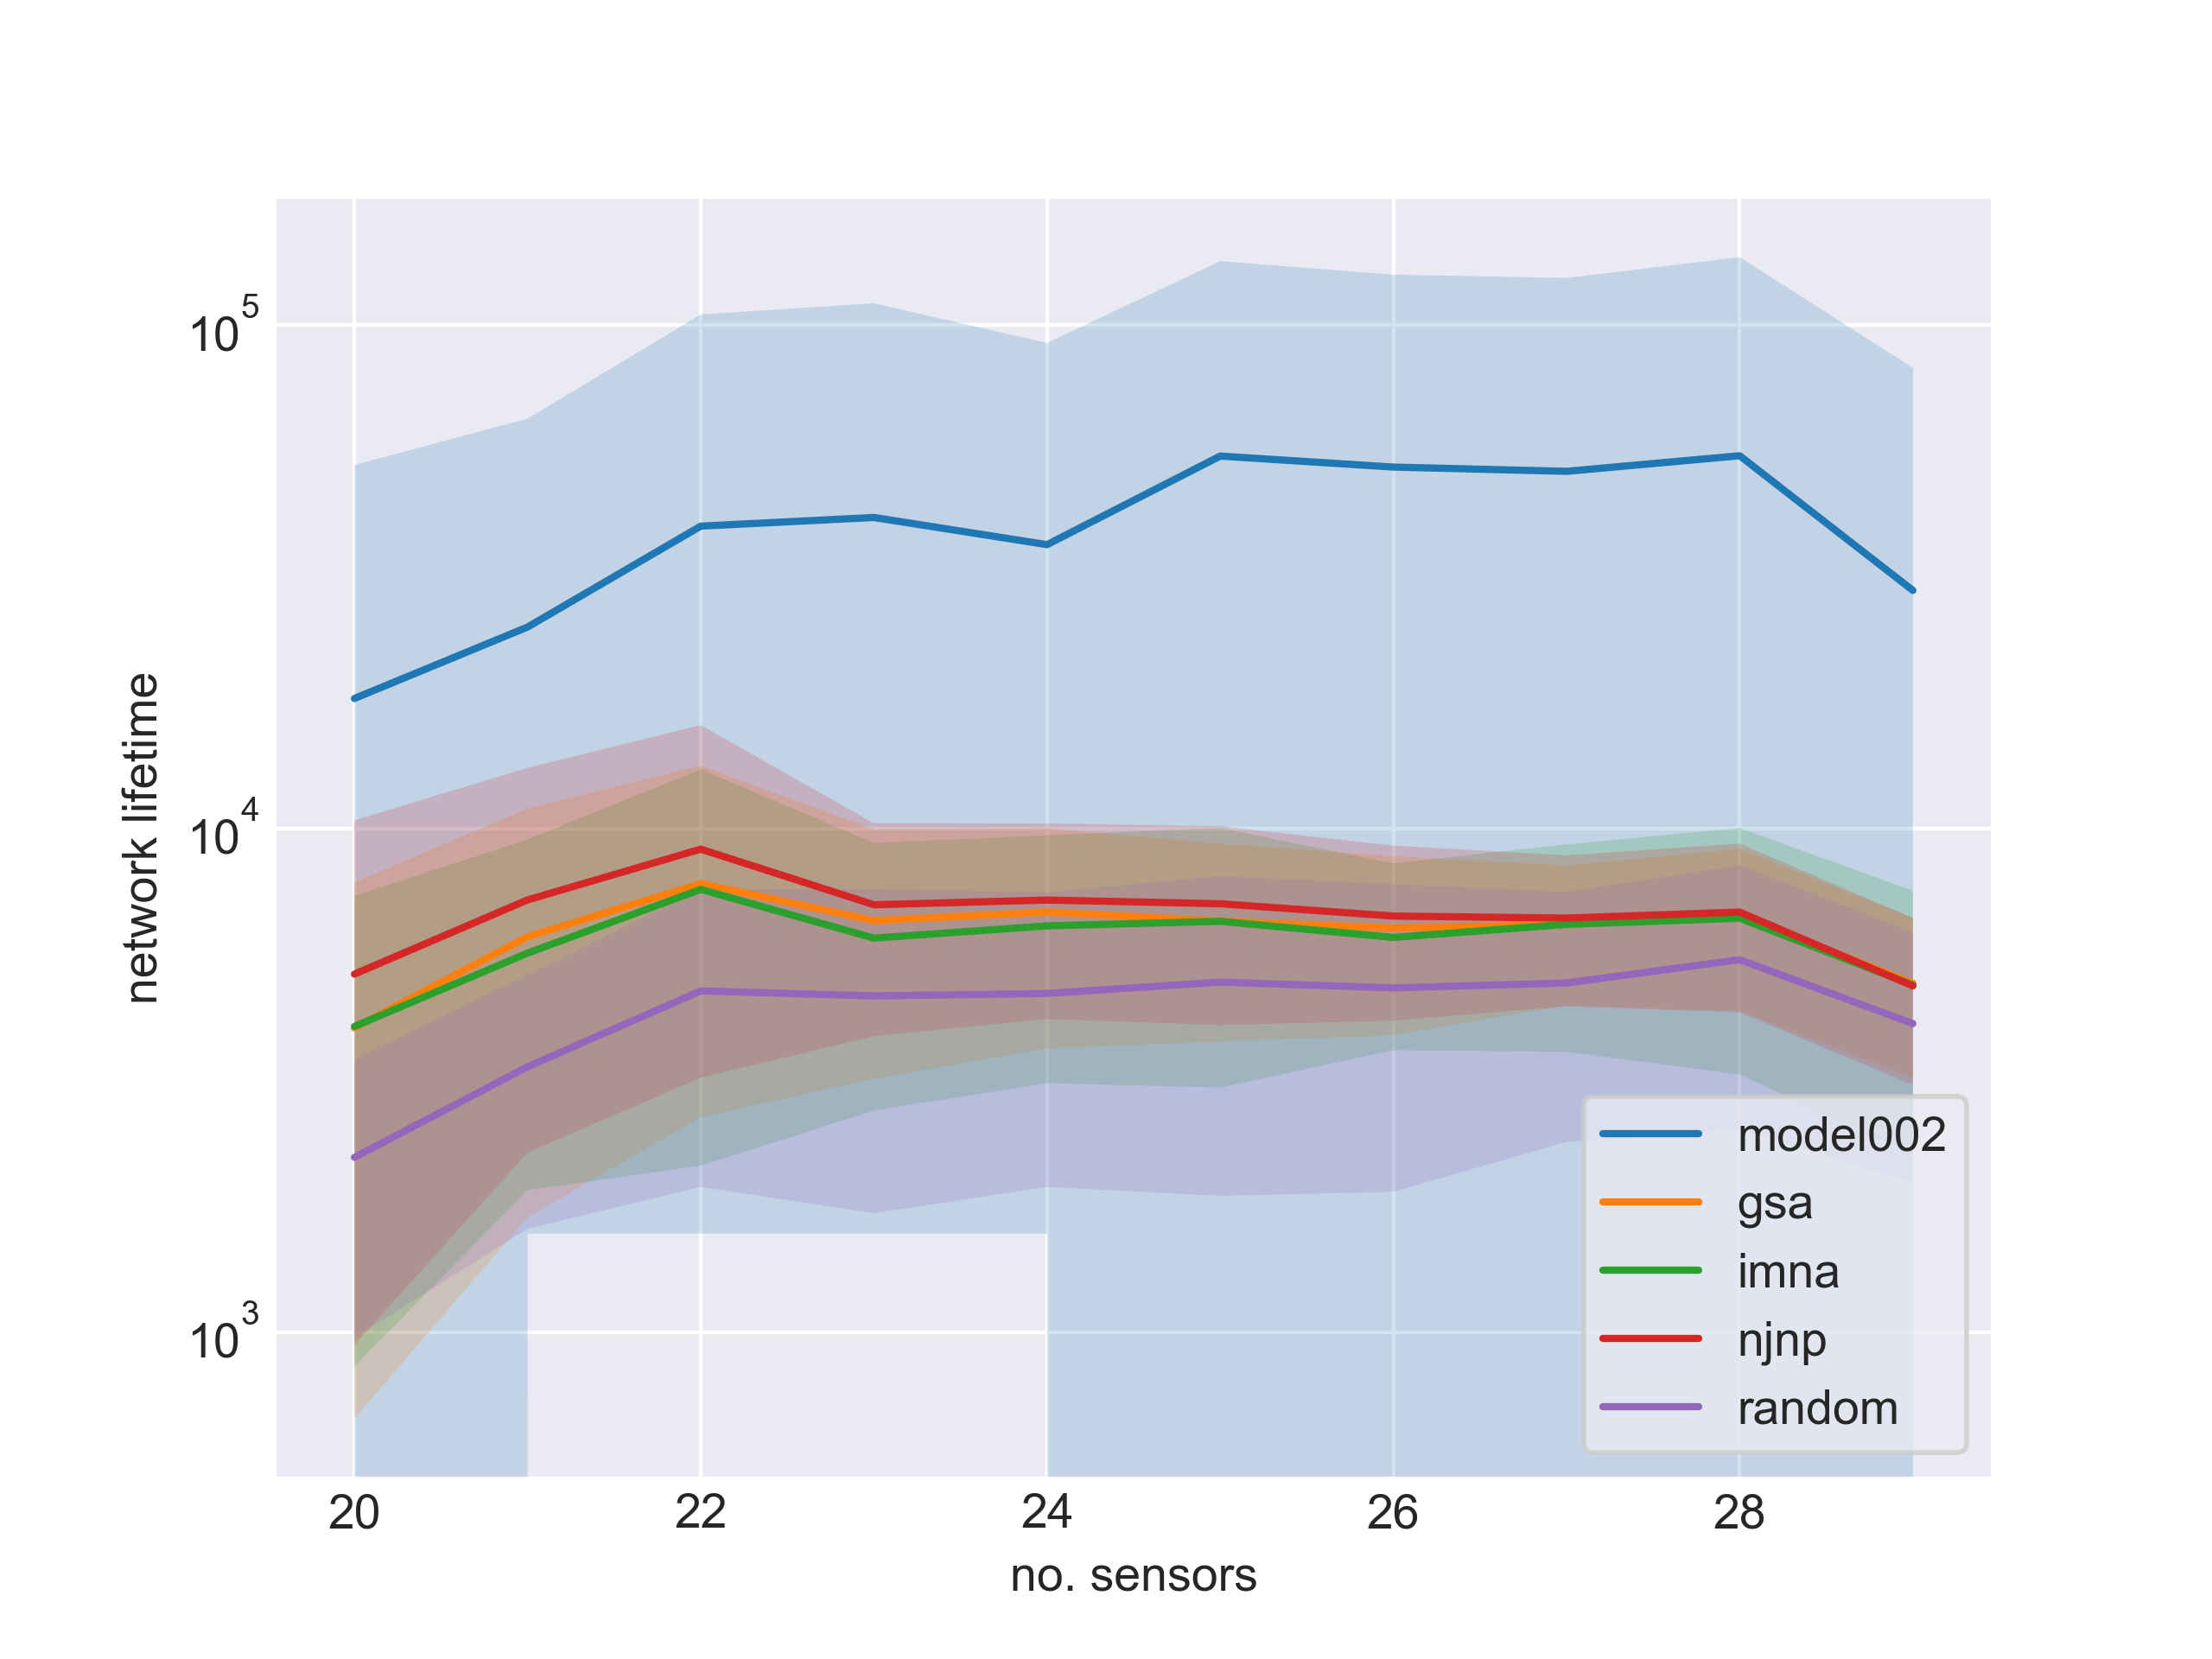 network lifetime
10^5
10^4
10^3
20 22 24 26 28
no. sensors
model002
gsa
imna
njnp
random